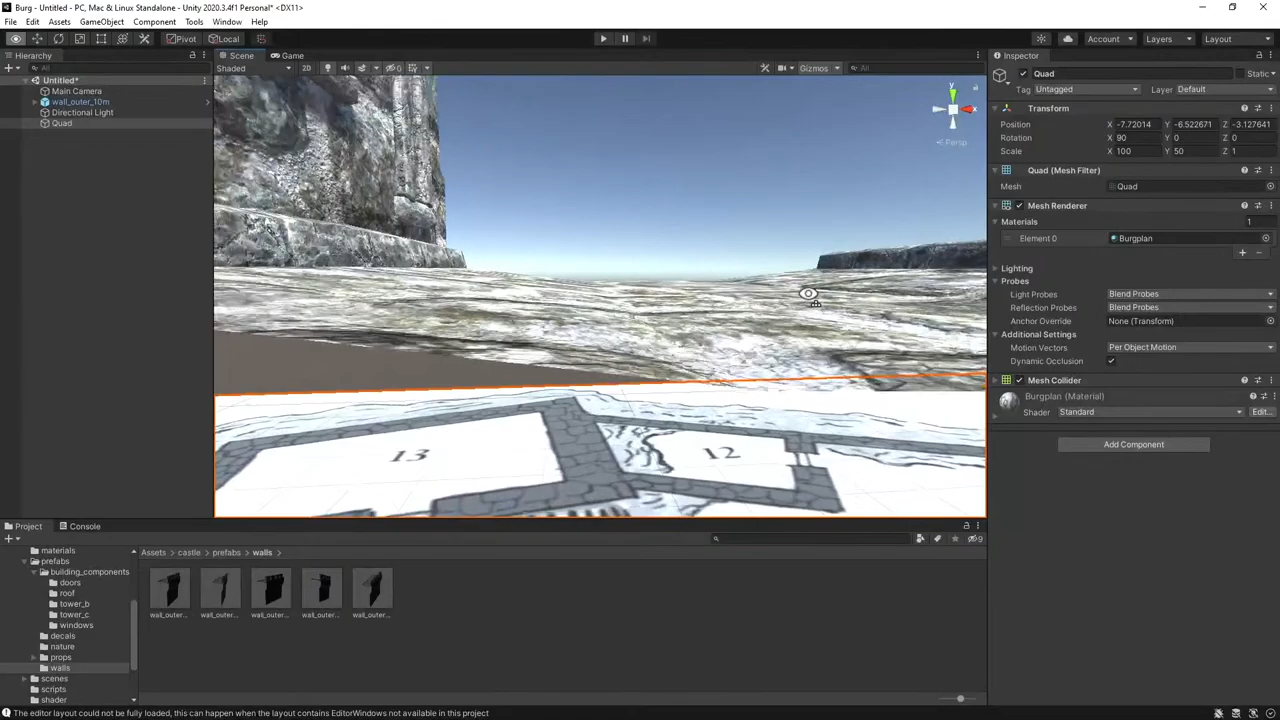 Burg - Untitled - PC, Mac & Linux Standalone - Unity 2020.3.4f1 Personal* <DX11>
File Edit Assets GameObject Component Tools Window Help
Pivot Local Account Layers Layout
Hierarchy Scene Game Inspector
All Shaded 2D 0 Gizmos All
Untitled*
Main Camera
wall_outer_10m
Directional Light
Quad
Quad Static
Tag Untagged Layer Default
Transform
Position X -7.72014 Y -6.522671 Z -3.127641
Rotation X 90 Y 0 Z 0
Scale X 100 Y 50 Z 1
Quad (Mesh Filter)
Mesh Quad
Mesh Renderer
Materials 1
Element 0 Burgplan
Lighting
Probes
Light Probes Blend Probes
Reflection Probes Blend Probes
Anchor Override None (Transform)
Additional Settings
Motion Vectors Per Object Motion
Dynamic Occlusion
Mesh Collider
Burgplan (Material)
Shader Standard Edit...
Add Component
y
x
Persp
13 12
Project Console
9
Assets > castle > prefabs > walls >
materials
prefabs
building_components
doors
roof
tower_b
tower_c
windows
decals
nature
props
walls
scenes
scripts
shader
wall_outer... wall_outer... wall_outer... wall_outer... wall_outer...
The editor layout could not be fully loaded, this can happen when the layout contains EditorWindows not available in this project